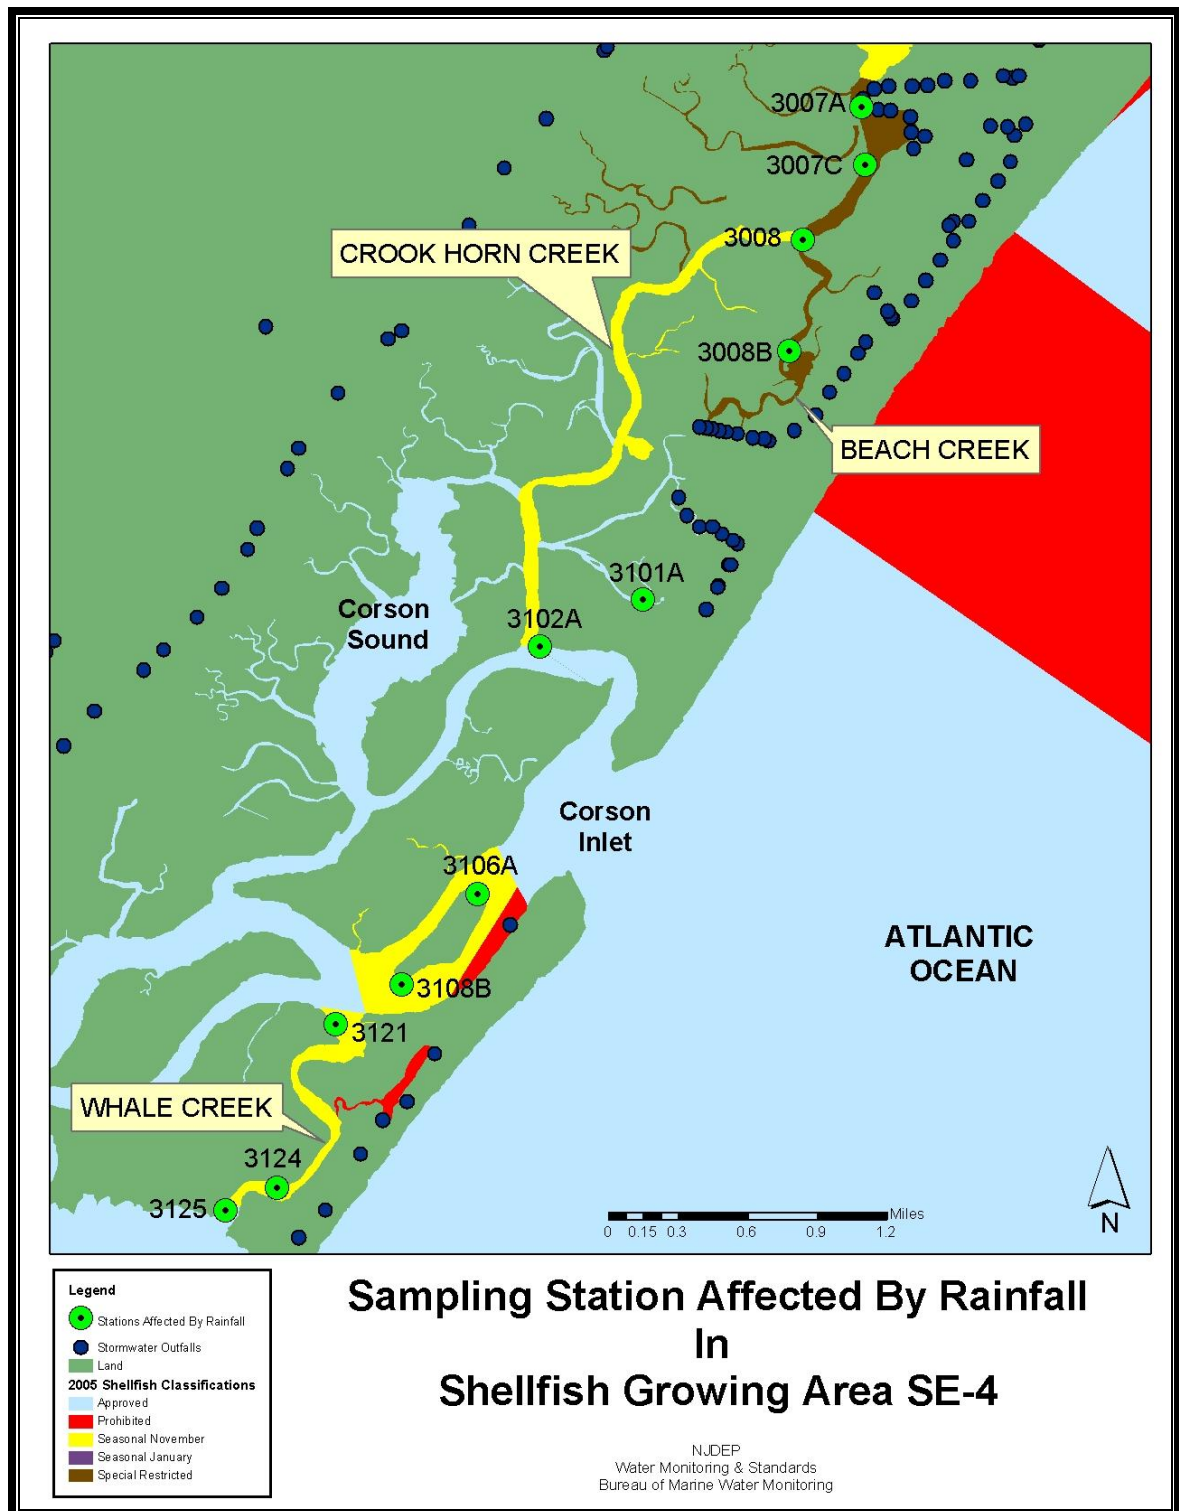 3007A
3007C
3008
CROOK HORN CREEK
3008B
BEACH CREEK
3101A
Corson
Sound
3102A
Corson
Inlet
3106A
ATLANTIC
OCEAN
3108B
3121
WHALE CREEK
3124
3125
Miles
0 0.15 0.3 0.6 0.9 1.2
N
Legend
Stations Affected By Rainfall
Stormwater Outfalls
Land
2005 Shellfish Classifications
Approved
Prohibited
Seasonal November
Seasonal January
Special Restricted
Sampling Station Affected By Rainfall
In
Shellfish Growing Area SE-4
NJDEP
Water Monitoring & Standards
Bureau of Marine Water Monitoring